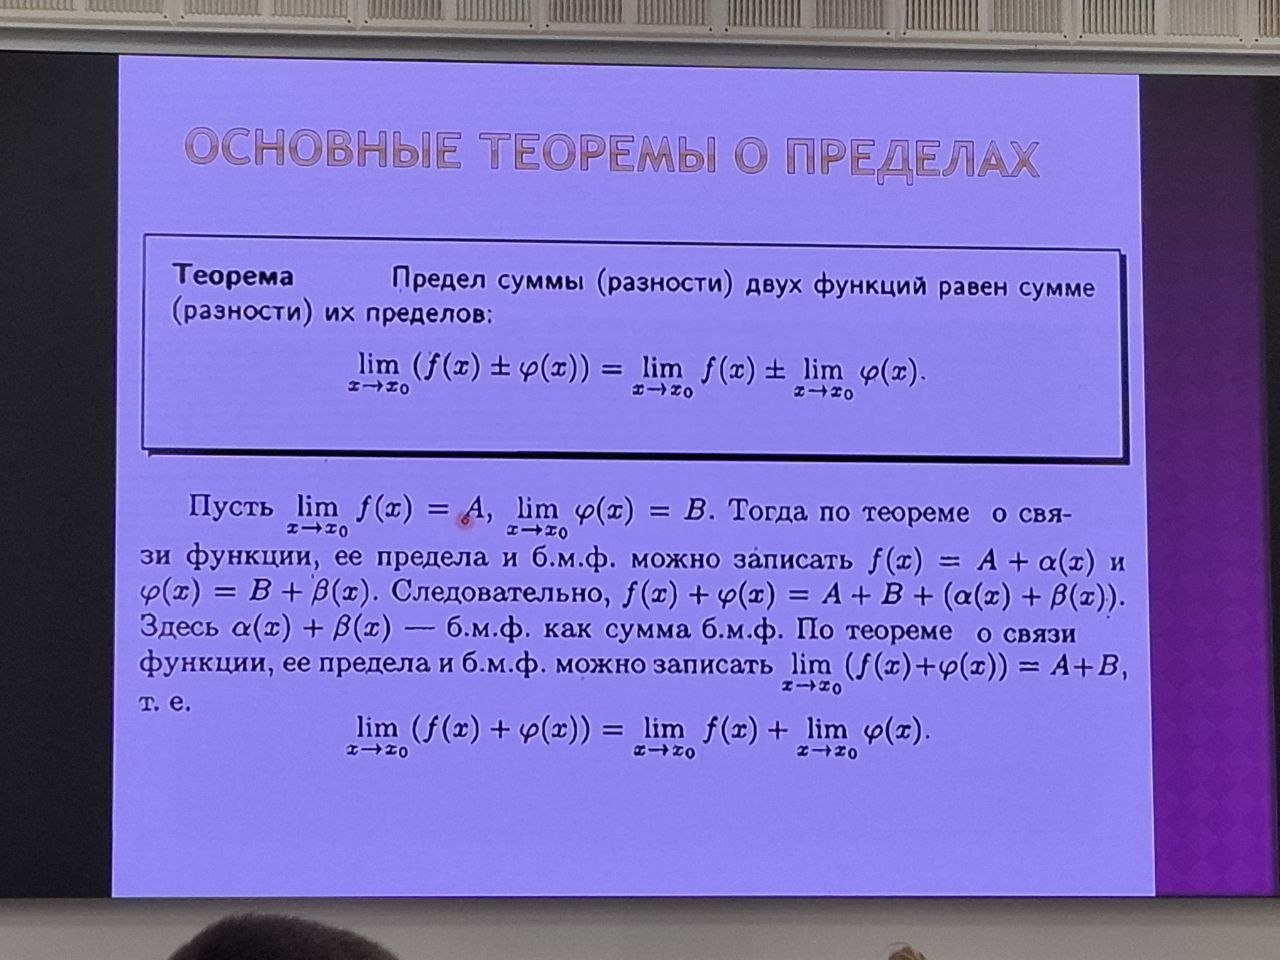 ОСНОВНЫЕ ТЕОРЕМЫ О ПРЕДЕЛАХ
Теорема Предел суммы (разности) двух функций равен сумме
(разности) их пределов:
lim (f(x) ± φ(x)) = lim f(x) ± lim φ(x).
x→x₀ x→x₀ x→x₀
Пусть lim f(x) = A, lim φ(x) = B. Тогда по теореме о свя-
x→x₀ x→x₀
зи функции, ее предела и б.м.ф. можно записать f(x) = A + α(x) и
φ(x) = B + β(x). Следовательно, f(x) + φ(x) = A + B + (α(x) + β(x)).
Здесь α(x) + β(x) — б.м.ф. как сумма б.м.ф. По теореме о связи
функции, ее предела и б.м.ф. можно записать lim (f(x)+φ(x)) = A+B,
x→x₀
т. е.
lim (f(x) + φ(x)) = lim f(x) + lim φ(x).
x→x₀ x→x₀ x→x₀